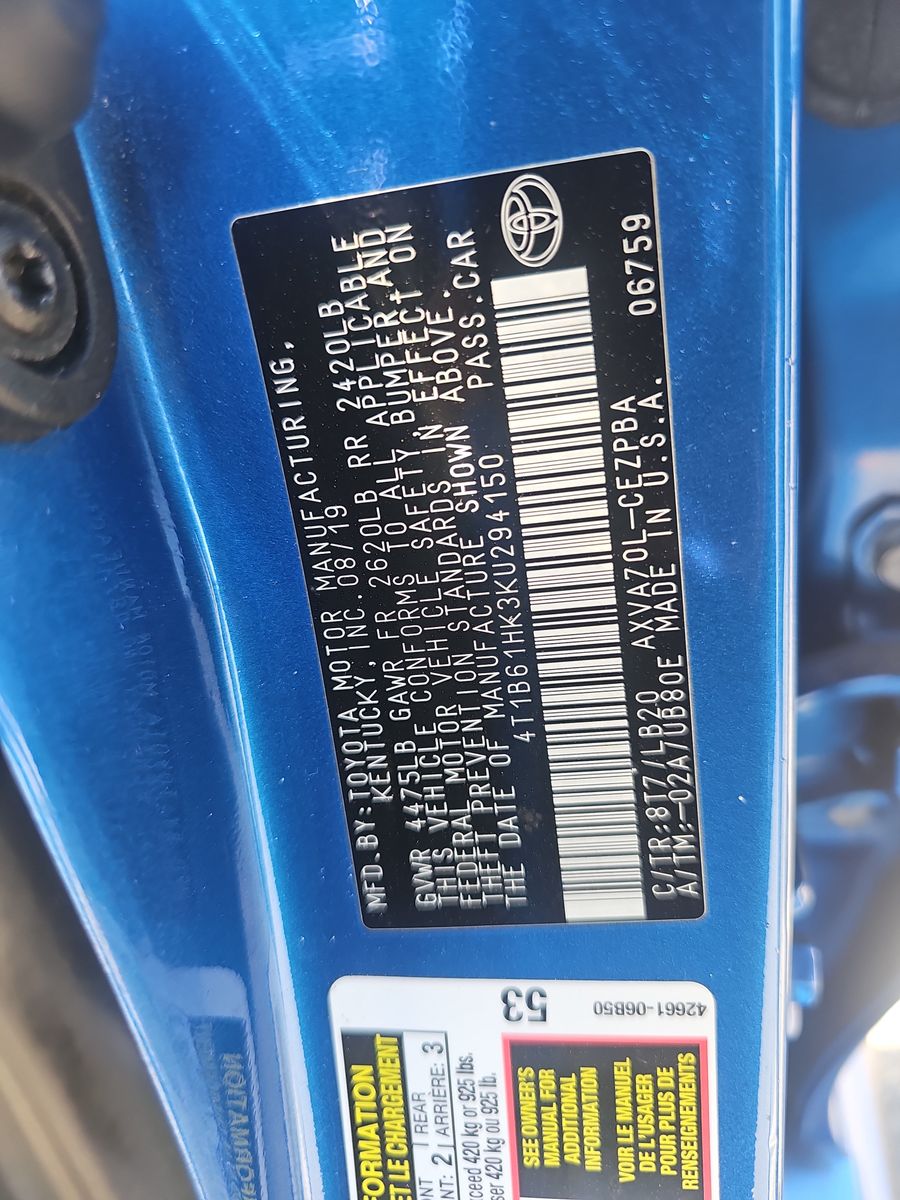 MFD. BY: TOYOTA MOTOR MANUFACTURING,
KENTUCKY, INC. 08/19
GVWR 4475LB GAWR FR 2620LB RR 2420LB
THIS VEHICLE CONFORMS TO ALL APPLICABLE
FEDERAL MOTOR VEHICLE SAFETY, BUMPER, AND
THEFT PREVENTION STANDARDS IN EFFECT ON
THE DATE OF MANUFACTURE SHOWN ABOVE.
4T1B61HK3KU294150 PASS.CAR
C/TR:8T7/LB20 AXVA70L-CEZPBA
A/TM:-02A/UB80E MADE IN U.S.A. 06759
53
42661-06B50
FORMATION
ET LE CHARGEMENT
2 REAR
ARRIÈRE: 3
NT: 2
xceed 420 kg or 925 lbs.
ser 420 kg ou 925 lb.
SEE OWNER'S
MANUAL FOR
ADDITIONAL
INFORMATION
VOIR LE MANUEL
DE L'USAGER
POUR PLUS DE
RENSEIGNEMENTS